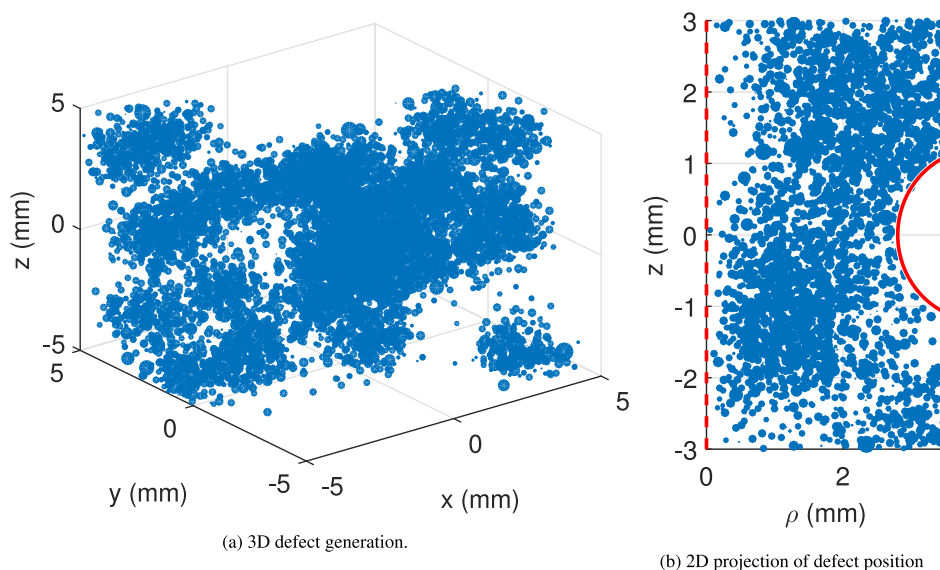 5
0
-5
z (mm)
5
0
-5
y (mm)
-5
0
5
x (mm)
(a) 3D defect generation.
3
2
1
0
-1
-2
-3
z (mm)
0
2
ρ (mm)
(b) 2D projection of defect position